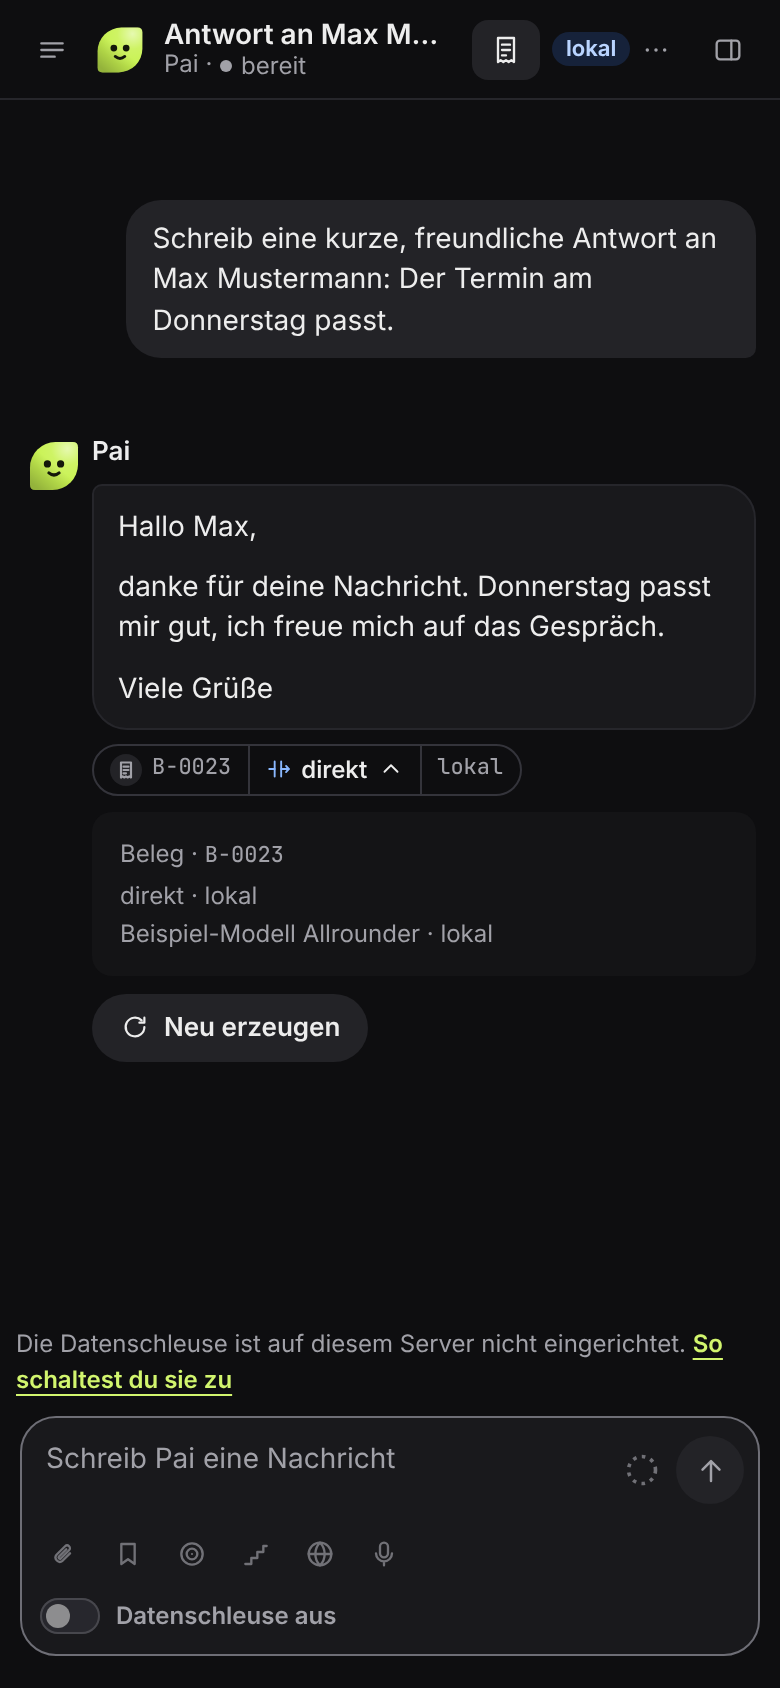 Antwort an Max M...
Pai · bereit
lokal
Schreib eine kurze, freundliche Antwort an
Max Mustermann: Der Termin am
Donnerstag passt.
Pai
Hallo Max,
danke für deine Nachricht. Donnerstag passt
mir gut, ich freue mich auf das Gespräch.
Viele Grüße
B-0023 direkt lokal
Beleg · B-0023
direkt · lokal
Beispiel-Modell Allrounder · lokal
Neu erzeugen
Die Datenschleuse ist auf diesem Server nicht eingerichtet. So
schaltest du sie zu
Schreib Pai eine Nachricht
Datenschleuse aus